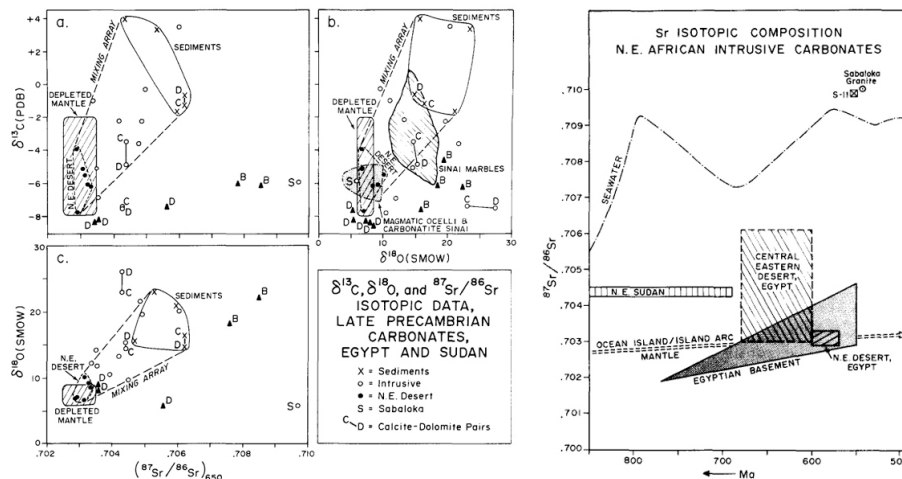 a.
δ13C(PDB)
+4
+2
0
-2
-4
-6
-8
MIXING ARRAY
SEDIMENTS
DEPLETED
MANTLE
N.E. DESERT
D
C
C
D
C
D
D
D
B
B
S
b.
MIXING ARRAY
SEDIMENTS
DEPLETED
MANTLE
N.E. DESERT
D
C
C
D
B
B
B
S
SINAI MARBLES
MAGMATIC OCELLI &
CARBONATITE SINAI
D
D
D
C
D
0
10
20
30
δ18O(SMOW)
c.
δ18O(SMOW)
30
20
10
0
D
C
SEDIMENTS
D
C
D
C
B
B
N.E.
DESERT
D
D
MIXING ARRAY
DEPLETED
MANTLE
S
.702
.704
.706
.708
.710
(87Sr/86Sr)650
δ13C, δ18O, and 87Sr/86Sr
ISOTOPIC DATA,
LATE PRECAMBRIAN
CARBONATES,
EGYPT AND SUDAN
X = Sediments
○ = Intrusive
● = N.E. Desert
S = Sabaloka
C
D = Calcite-Dolomite Pairs
Sr ISOTOPIC COMPOSITION
N.E. AFRICAN INTRUSIVE CARBONATES
Sabaloka
Granite
S-11
.710
.709
.708
.706
.704
.703
.702
.700
87Sr/86Sr
SEAWATER
CENTRAL
EASTERN
DESERT,
EGYPT
N.E. SUDAN
OCEAN ISLAND/ISLAND ARC
MANTLE
EGYPTIAN BASEMENT
N.E. DESERT,
EGYPT
800
700
600
Ma